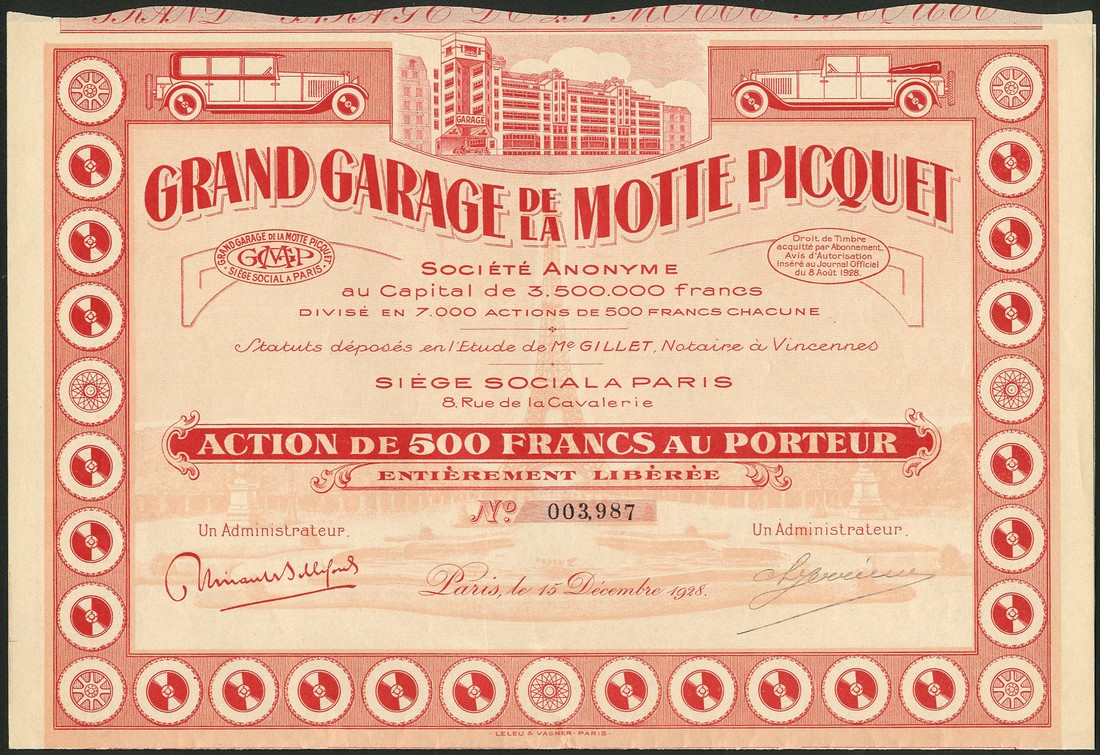 GARAGE
GRAND GARAGE DE LA MOTTE PICQUET
GRAND GARAGE DE LA MOTTE PICQUET
GGMP
SIÈGE SOCIAL A PARIS
Droit de Timbre
acquitté par Abonnement.
Avis d'Autorisation
inséré au Journal Officiel
du 8 Août 1928.
SOCIÉTÉ ANONYME
au Capital de 3.500.000 francs
DIVISÉ EN 7.000 ACTIONS DE 500 FRANCS CHACUNE
Statuts déposés en l'Etude de Me GILLET, Notaire à Vincennes
SIÈGE SOCIAL A PARIS
8, Rue de la Cavalerie
ACTION DE 500 FRANCS AU PORTEUR
ENTIÈREMENT LIBÉRÉE
No. 003,987
Un Administrateur.
Un Administrateur.
Paris, le 15 Décembre 1928.
- LELEU & VAGNER - PARIS -